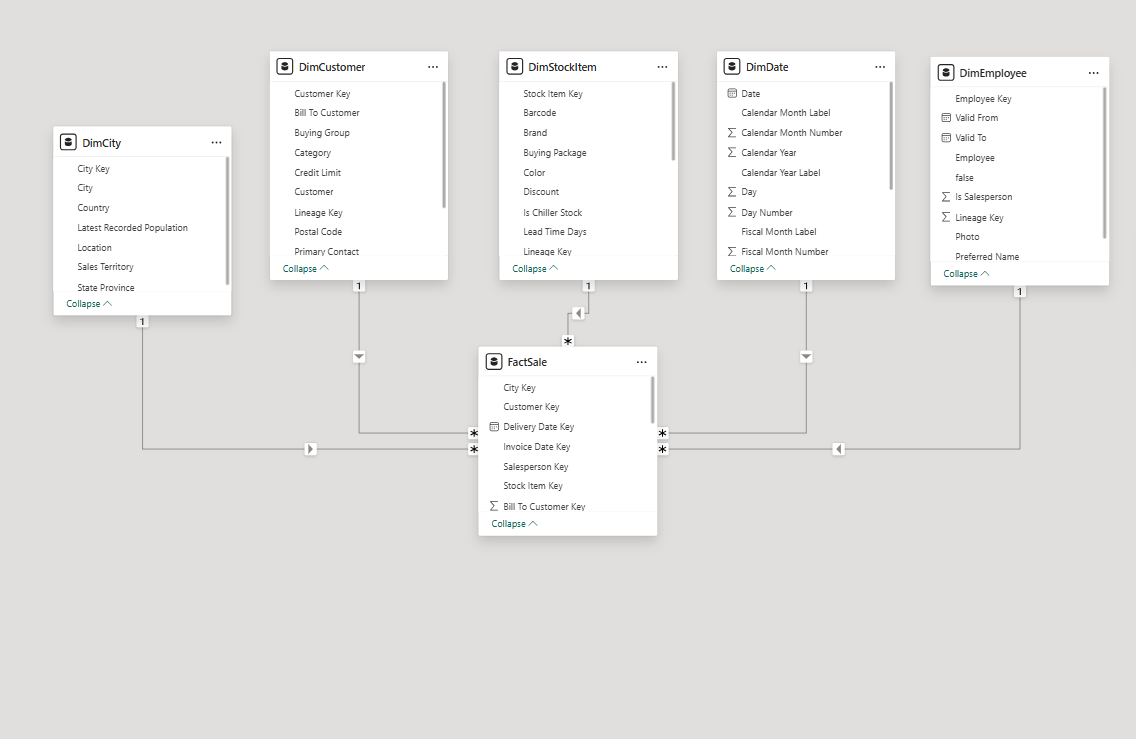 DimCity
City Key
City
Country
Latest Recorded Population
Location
Sales Territory
State Province
Collapse
1
DimCustomer
Customer Key
Bill To Customer
Buying Group
Category
Credit Limit
Customer
Lineage Key
Postal Code
Primary Contact
Collapse
1
DimStockItem
Stock Item Key
Barcode
Brand
Buying Package
Color
Discount
Is Chiller Stock
Lead Time Days
Lineage Key
Collapse
1
DimDate
Date
Calendar Month Label
∑ Calendar Month Number
∑ Calendar Year
Calendar Year Label
∑ Day
∑ Day Number
Fiscal Month Label
∑ Fiscal Month Number
Collapse
1
DimEmployee
Employee Key
Valid From
Valid To
Employee
false
∑ Is Salesperson
∑ Lineage Key
Photo
Preferred Name
Collapse
1
*
FactSale
City Key
Customer Key
Delivery Date Key
Invoice Date Key
Salesperson Key
Stock Item Key
∑ Bill To Customer Key
Collapse
*
*
*
*